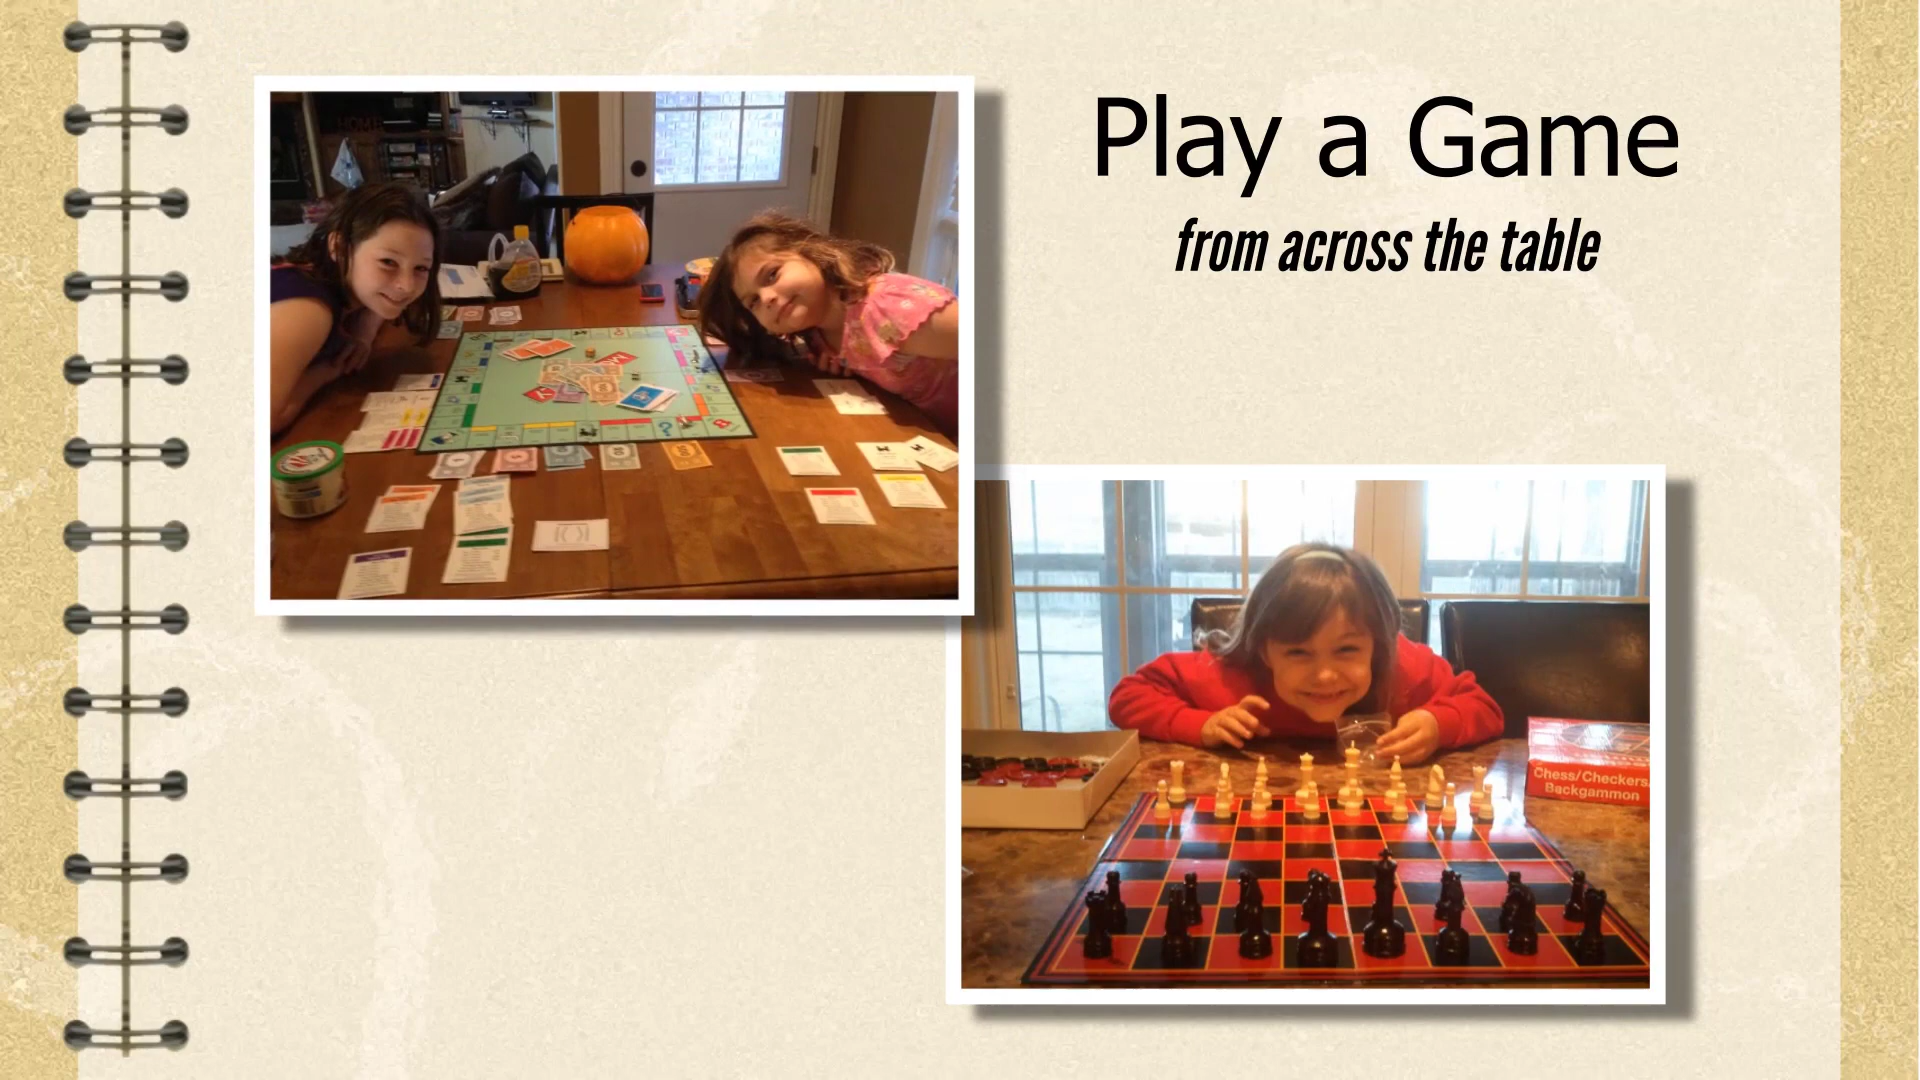 Play a Game
from across the table
Chess/Checkers
Backgammon